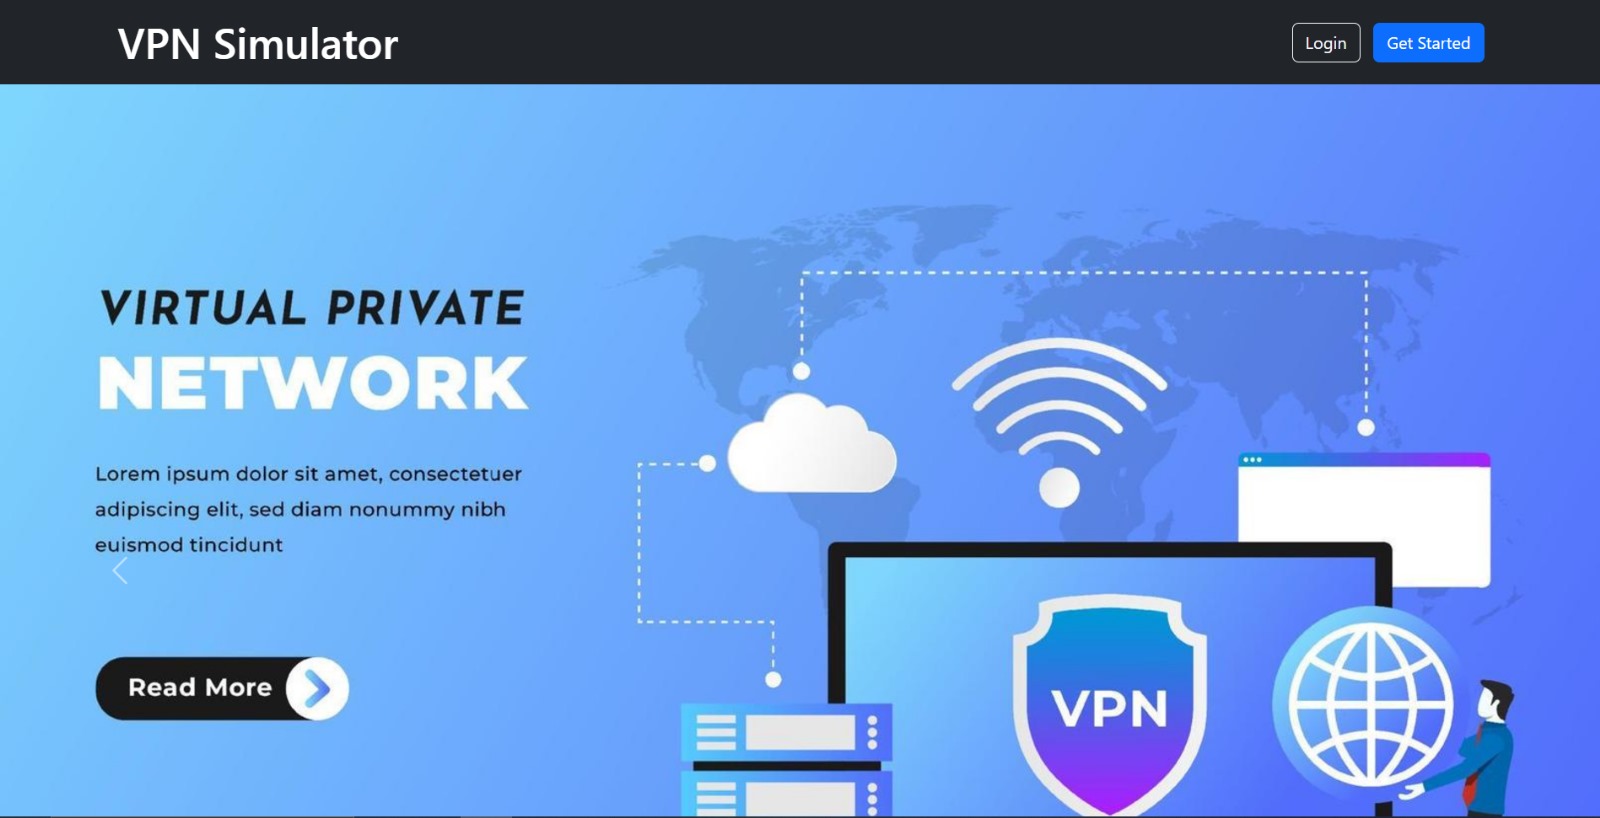 VPN Simulator
Login
Get Started
VIRTUAL PRIVATE
NETWORK
Lorem ipsum dolor sit amet, consectetuer
adipiscing elit, sed diam nonummy nibh
euismod tincidunt
Read More
VPN